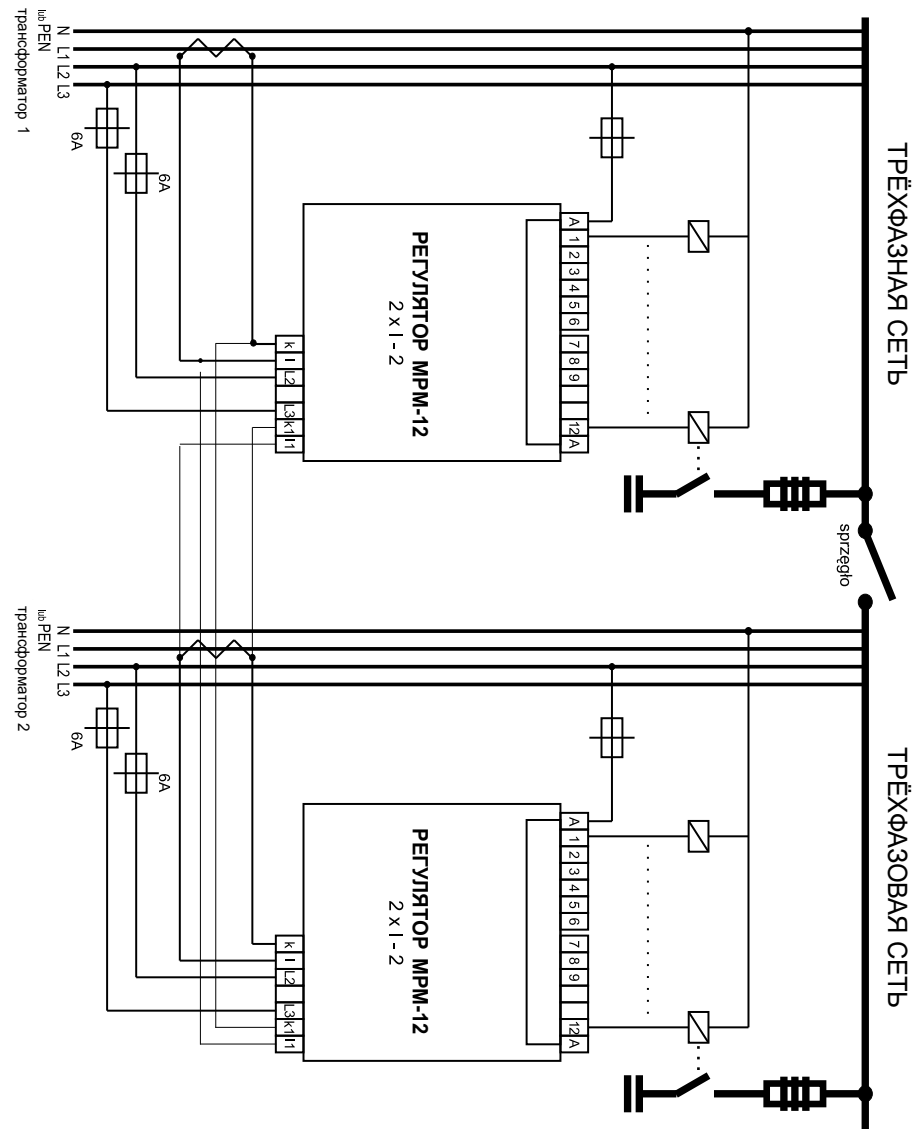 ТРЁХФАЗНАЯ СЕТЬ
ТРЁХФАЗОВАЯ СЕТЬ
sprzęgło
A 1 2 3 4 5 6 7 8 9 12 A
РЕГУЛЯТОР МРМ-12
2 x I - 2
k l L2 L3 k1 l1
6A
6A
N
L1
L2
L3
lub PEN
трансформатор 1
A 1 2 3 4 5 6 7 8 9 12 A
РЕГУЛЯТОР МРМ-12
2 x I - 2
k l L2 L3 k1 l1
6A
6A
N
L1
L2
L3
lub PEN
трансформатор 2